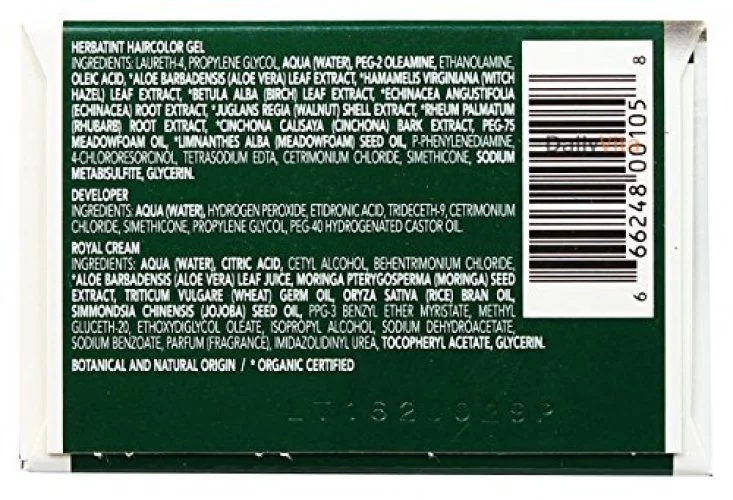 HERBATINT HAIRCOLOR GEL
INGREDIENTS: LAURETH-4, PROPYLENE GLYCOL, AQUA (WATER), PEG-2 OLEAMINE, ETHANOLAMINE,
OLEIC ACID, *ALOE BARBADENSIS (ALOE VERA) LEAF EXTRACT, *HAMAMELIS VIRGINIANA (WITCH
HAZEL) LEAF EXTRACT, *BETULA ALBA (BIRCH) LEAF EXTRACT, *ECHINACEA ANGUSTIFOLIA
(ECHINACEA) ROOT EXTRACT, *JUGLANS REGIA (WALNUT) SHELL EXTRACT, *RHEUM PALMATUM
(RHUBARB) ROOT EXTRACT, *CINCHONA CALISAYA (CINCHONA) BARK EXTRACT, PEG-75
MEADOWFOAM OIL, *LIMNANTHES ALBA (MEADOWFOAM) SEED OIL, P-PHENYLENEDIAMINE,
4-CHLORORESORCINOL, TETRASODIUM EDTA, CETRIMONIUM CHLORIDE, SIMETHICONE, SODIUM
METABISULFITE, GLYCERIN.
DEVELOPER
INGREDIENTS: AQUA (WATER), HYDROGEN PEROXIDE, ETIDRONIC ACID, TRIDECETH-9, CETRIMONIUM
CHLORIDE, SIMETHICONE, PROPYLENE GLYCOL, PEG-40 HYDROGENATED CASTOR OIL.
ROYAL CREAM
INGREDIENTS: AQUA (WATER), CITRIC ACID, CETYL ALCOHOL, BEHENTRIMONIUM CHLORIDE,
*ALOE BARBADENSIS (ALOE VERA) LEAF JUICE, MORINGA PTERYGOSPERMA (MORINGA) SEED
EXTRACT, TRITICUM VULGARE (WHEAT) GERM OIL, ORYZA SATIVA (RICE) BRAN OIL,
SIMMONDSIA CHINENSIS (JOJOBA) SEED OIL, PPG-3 BENZYL ETHER MYRISTATE, METHYL
GLUCETH-20, ETHOXYDIGLYCOL OLEATE, ISOPROPYL ALCOHOL, SODIUM DEHYDROACETATE,
SODIUM BENZOATE, PARFUM (FRAGRANCE), IMIDAZOLIDINYL UREA, TOCOPHERYL ACETATE, GLYCERIN.
BOTANICAL AND NATURAL ORIGIN / * ORGANIC CERTIFIED
6 66248 00105 8
DailyVita